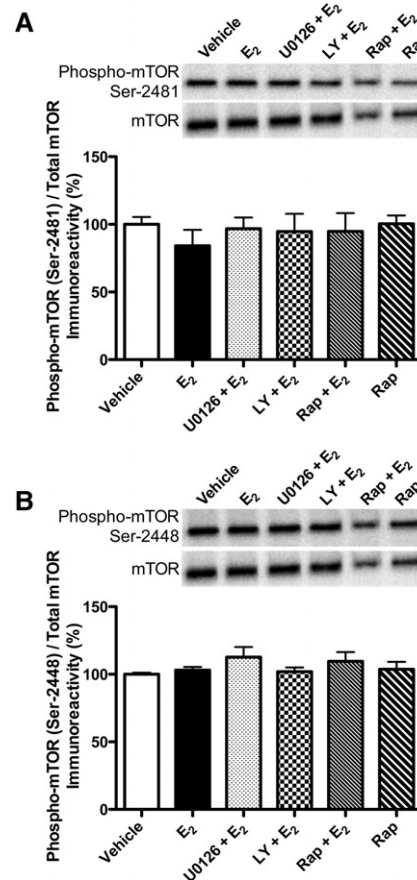 A
Vehicle
E₂
U0126 + E₂
LY + E₂
Rap + E₂
Rap
Phospho-mTOR
Ser-2481
mTOR
Phospho-mTOR (Ser-2481) / Total mTOR
Immunoreactivity (%)
150
100
50
0
Vehicle
E₂
U0126 + E₂
LY + E₂
Rap + E₂
Rap
B
Vehicle
E₂
U0126 + E₂
LY + E₂
Rap + E₂
Rap
Phospho-mTOR
Ser-2448
mTOR
Phospho-mTOR (Ser-2448) / Total mTOR
Immunoreactivity (%)
150
100
50
0
Vehicle
E₂
U0126 + E₂
LY + E₂
Rap + E₂
Rap